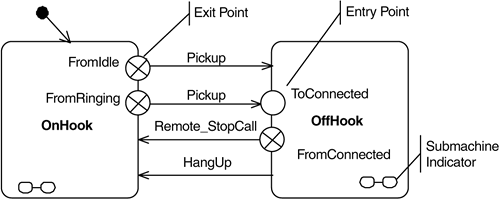 Exit Point
Entry Point
FromIdle
Pickup
FromRinging
Pickup
ToConnected
OnHook
Remote_StopCall
OffHook
FromConnected
HangUp
Submachine
Indicator